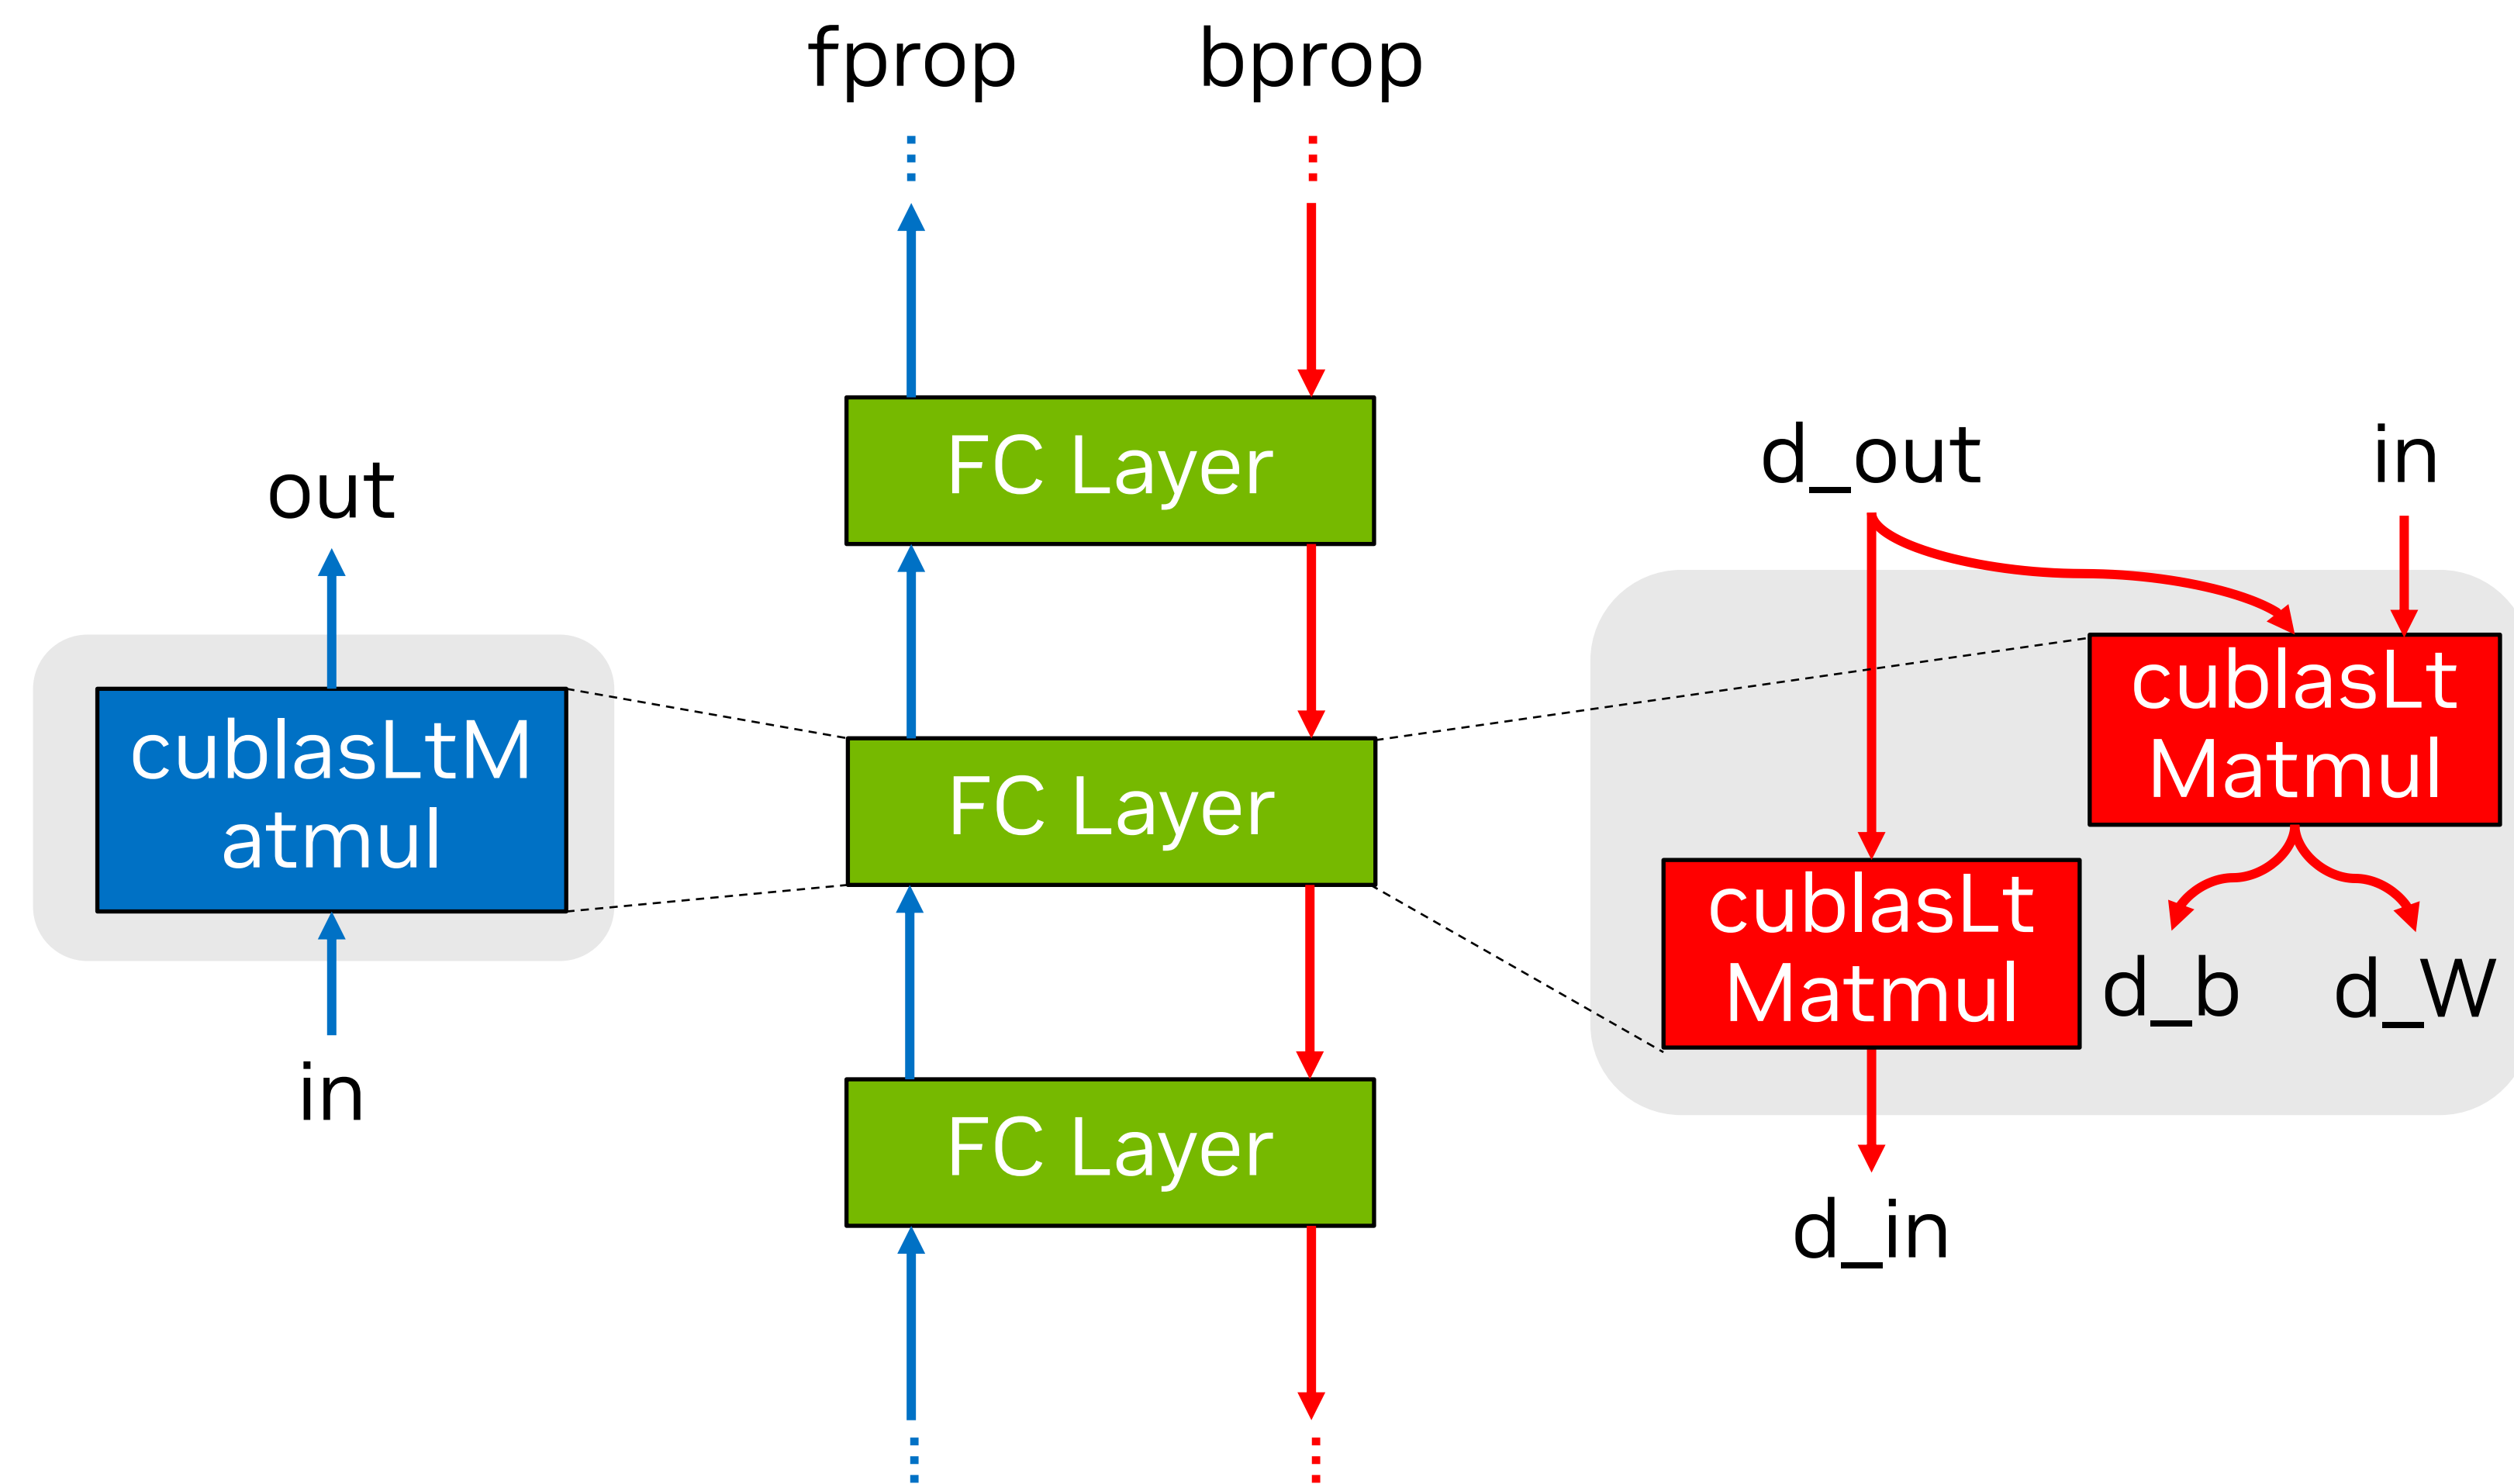 fprop
bprop
FC Layer
d_out
in
out
cublasLt
Matmul
cublasLtM
atmul
FC Layer
cublasLt
Matmul
d_b
d_W
in
FC Layer
d_in